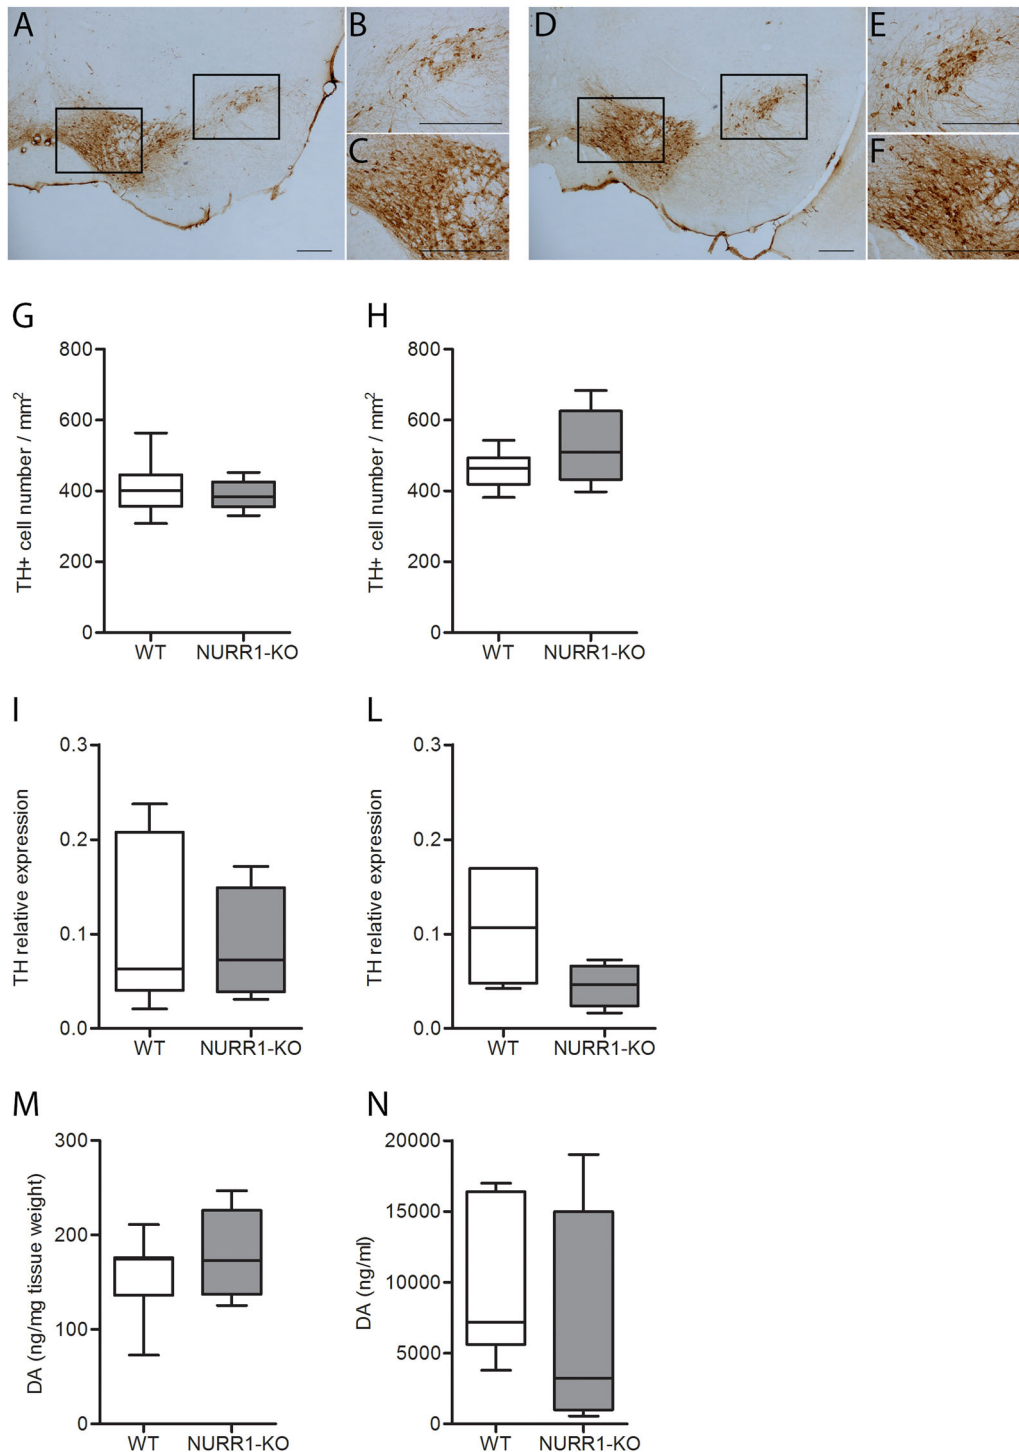 A
B
C
D
E
F
G
TH+ cell number / mm²
800
600
400
200
0
WT
NURR1-KO
H
TH+ cell number / mm²
800
600
400
200
0
WT
NURR1-KO
I
TH relative expression
0.3
0.2
0.1
0.0
WT
NURR1-KO
L
TH relative expression
0.3
0.2
0.1
0.0
WT
NURR1-KO
M
DA (ng/mg tissue weight)
300
200
100
0
WT
NURR1-KO
N
DA (ng/ml)
20000
15000
10000
5000
0
WT
NURR1-KO